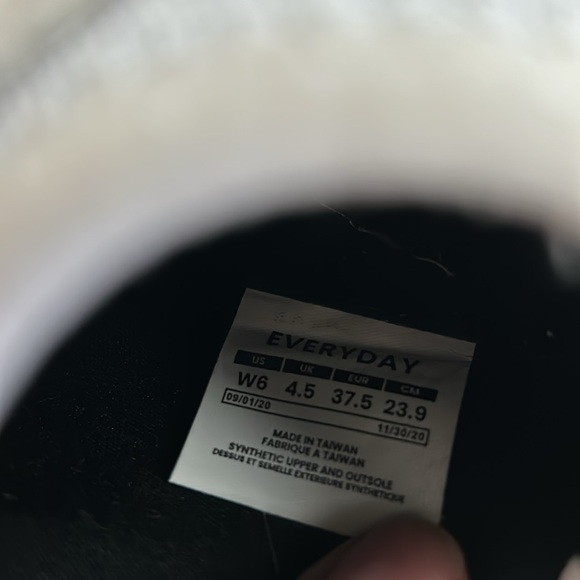 EVERYDAY
US UK EUR CM
W6 4.5 37.5 23.9
09/01/20 11/30/20
MADE IN TAIWAN
FABRIQUE A TAIWAN
SYNTHETIC UPPER AND OUTSOLE
DESSUS ET SEMELLE EXTERIEURE SYNTHETIQUE